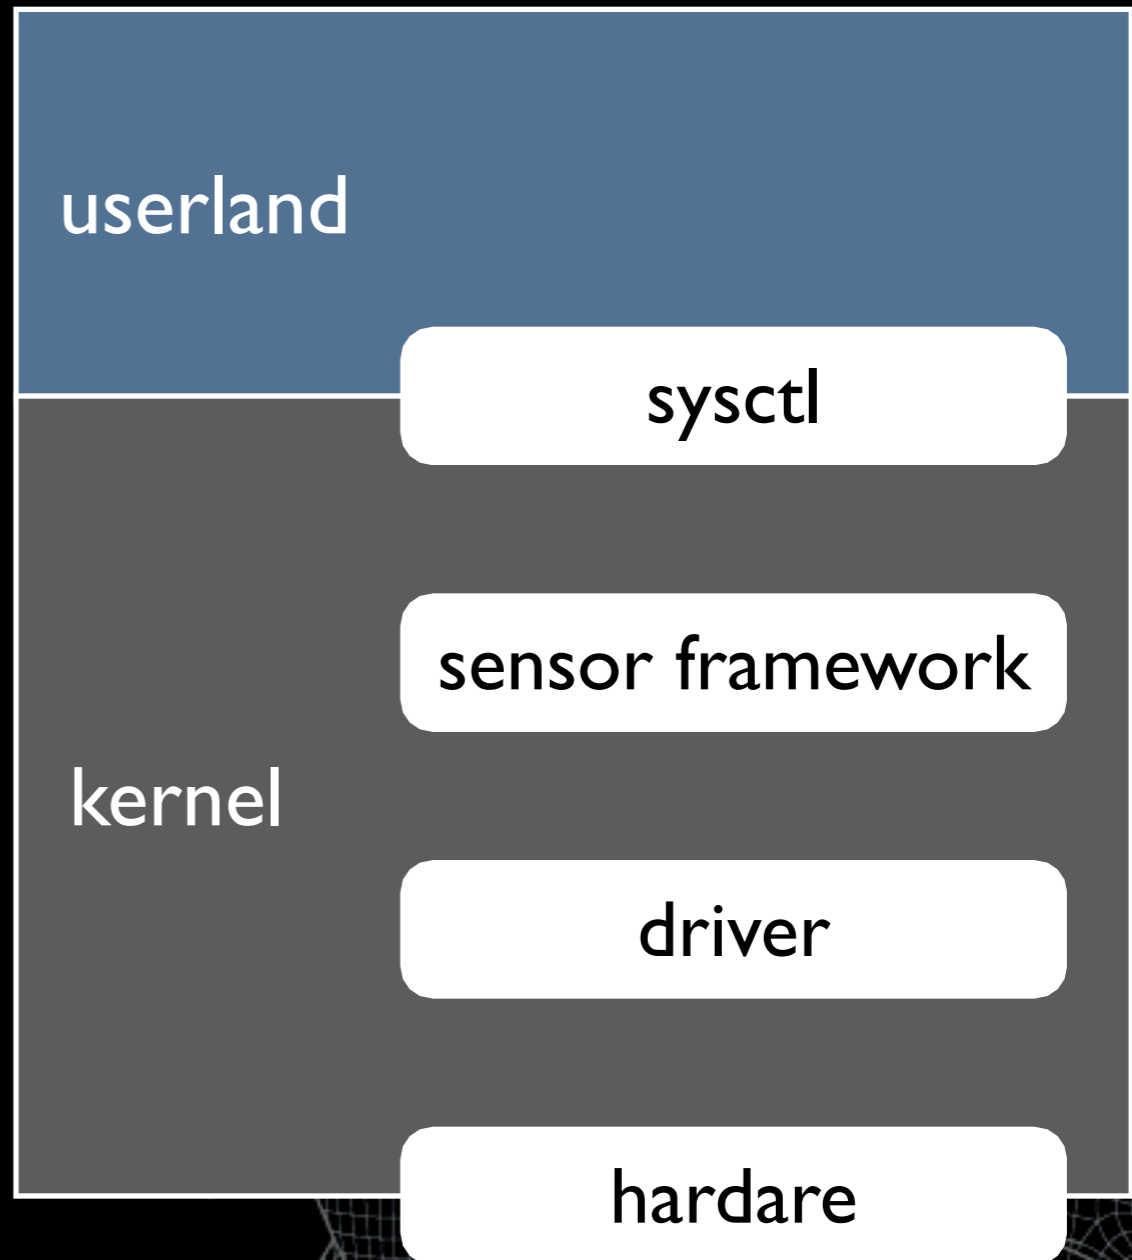 userland
sysctl
sensor framework
kernel
driver
hardare